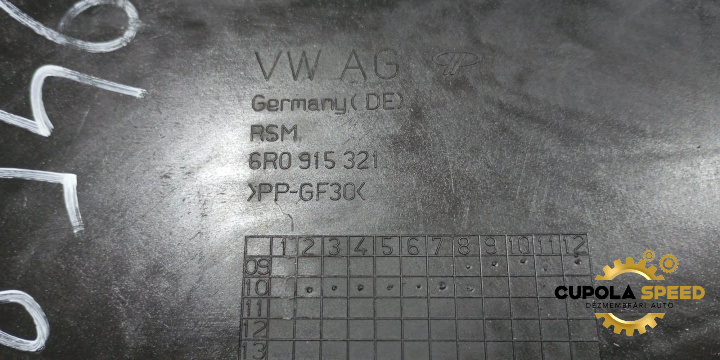 VW AG
Germany(DE)
RSM
6R0 915 321
>PP-GF30<
1 2 3 4 5 6 7 8 9 10 11 12
09
10
11
12
13
CUPOLA SPEED
DEZMEMBRĂRI AUTO